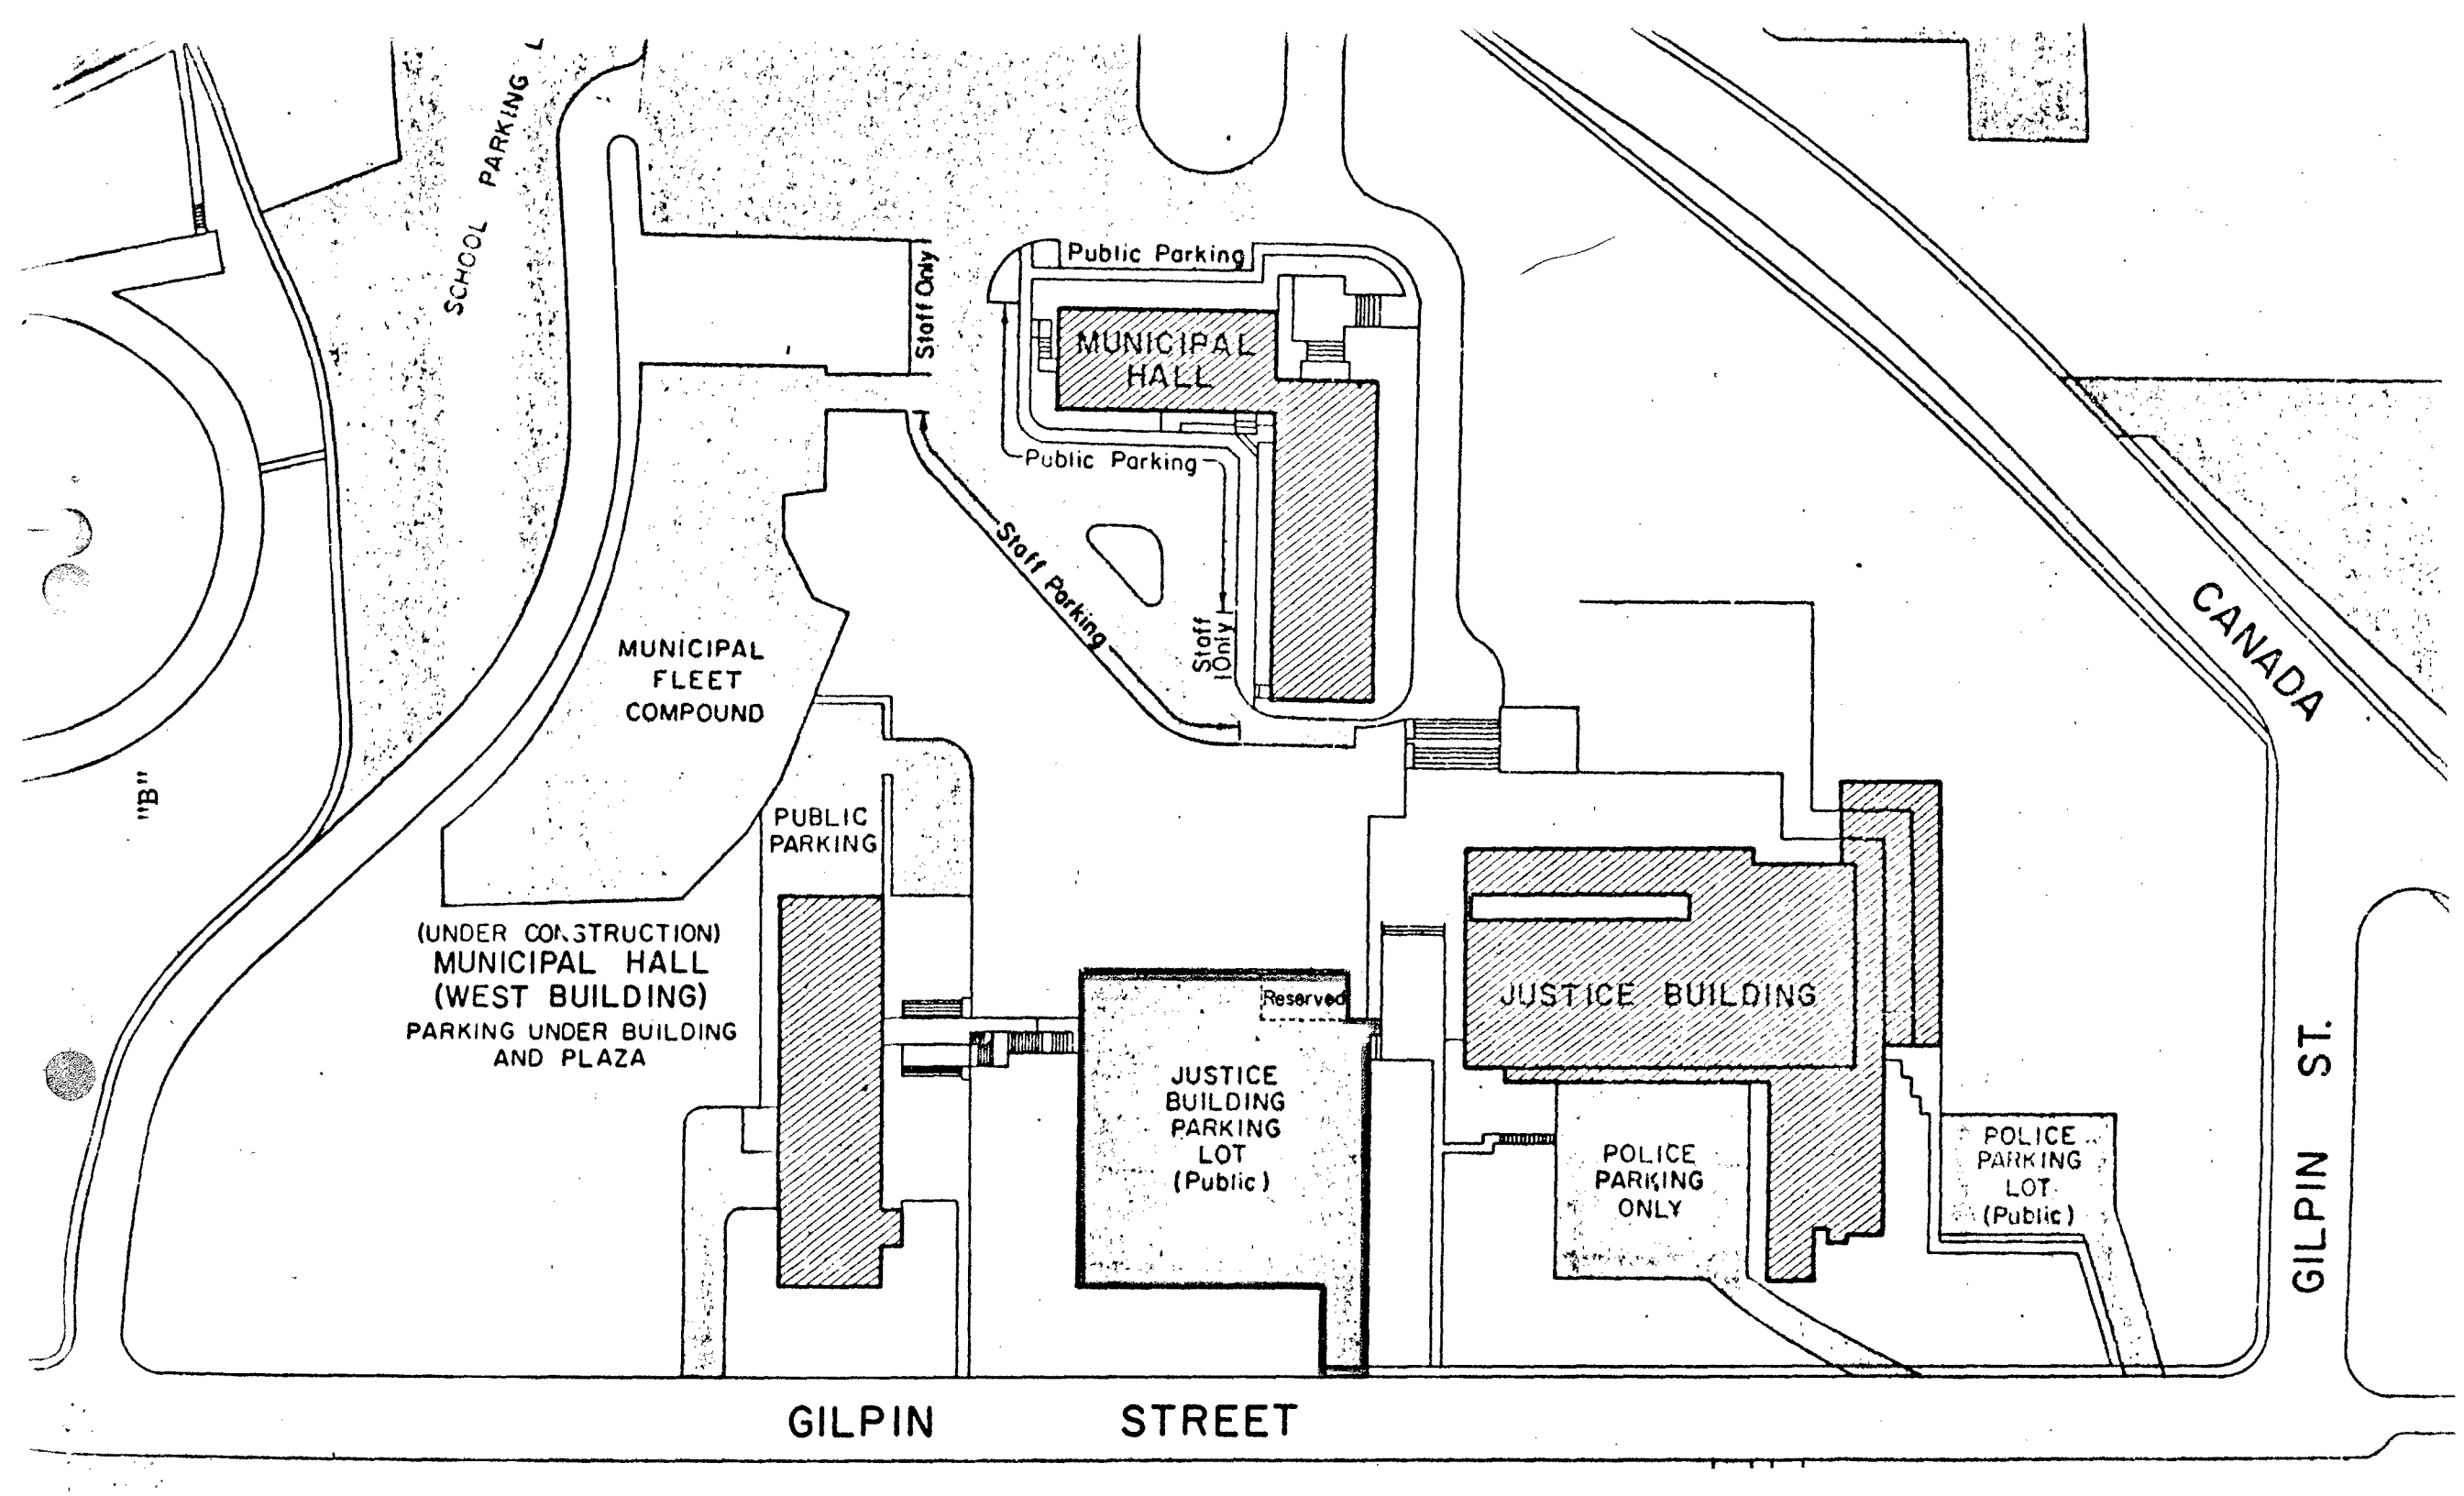 SCHOOL PARKING L
Staff Only
Public Parking
MUNICIPAL
HALL
Public Parking
Staff Parking
Staff
Only
CANADA
MUNICIPAL
FLEET
COMPOUND
"B"
PUBLIC
PARKING
(UNDER CONSTRUCTION)
MUNICIPAL HALL
(WEST BUILDING)
PARKING UNDER BUILDING
AND PLAZA
Reserved
JUSTICE
BUILDING
PARKING
LOT
(Public)
JUSTICE BUILDING
POLICE
PARKING
ONLY
POLICE
PARKING
LOT
(Public)
GILPIN ST.
GILPIN STREET